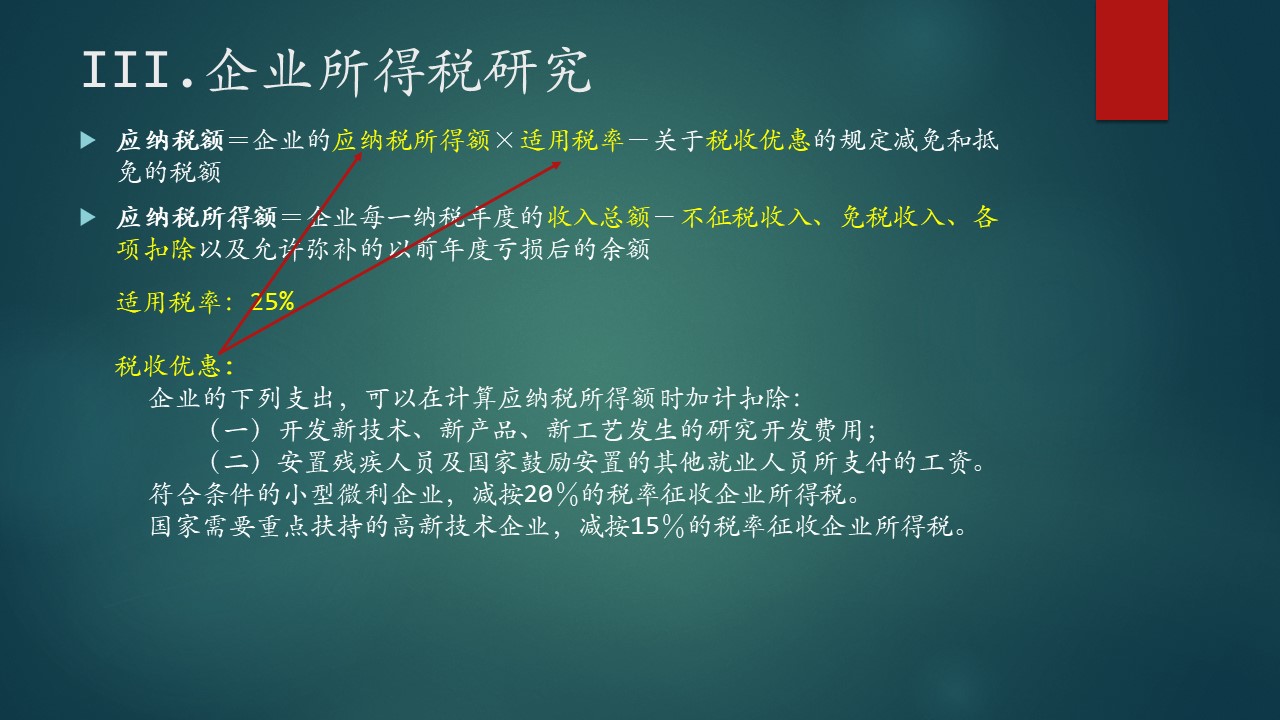 III.企业所得税研究
应纳税额＝企业的应纳税所得额×适用税率－关于税收优惠的规定减免和抵
免的税额
应纳税所得额＝企业每一纳税年度的收入总额－不征税收入、免税收入、各
项扣除以及允许弥补的以前年度亏损后的余额
适用税率：25%
税收优惠:
企业的下列支出，可以在计算应纳税所得额时加计扣除：
（一）开发新技术、新产品、新工艺发生的研究开发费用；
（二）安置残疾人员及国家鼓励安置的其他就业人员所支付的工资。
符合条件的小型微利企业，减按20％的税率征收企业所得税。
国家需要重点扶持的高新技术企业，减按15％的税率征收企业所得税。